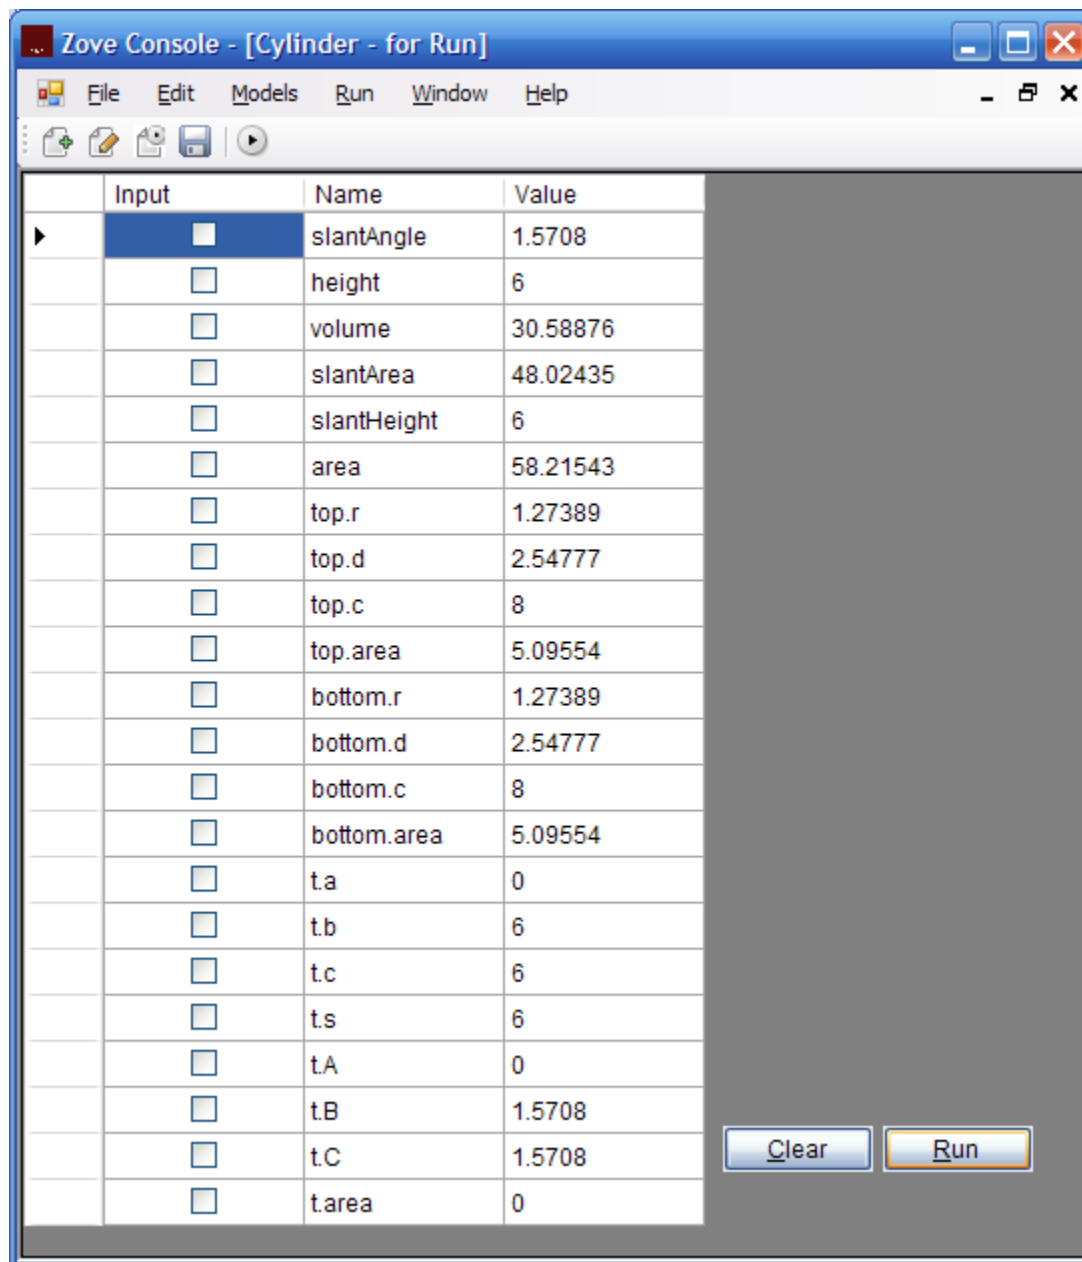 Zove Console - [Cylinder - for Run]
File Edit Models Run Window Help
Input Name Value
slantAngle 1.5708
height 6
volume 30.58876
slantArea 48.02435
slantHeight 6
area 58.21543
top.r 1.27389
top.d 2.54777
top.c 8
top.area 5.09554
bottom.r 1.27389
bottom.d 2.54777
bottom.c 8
bottom.area 5.09554
t.a 0
t.b 6
t.c 6
t.s 6
t.A 0
t.B 1.5708
t.C 1.5708
Clear Run
t.area 0